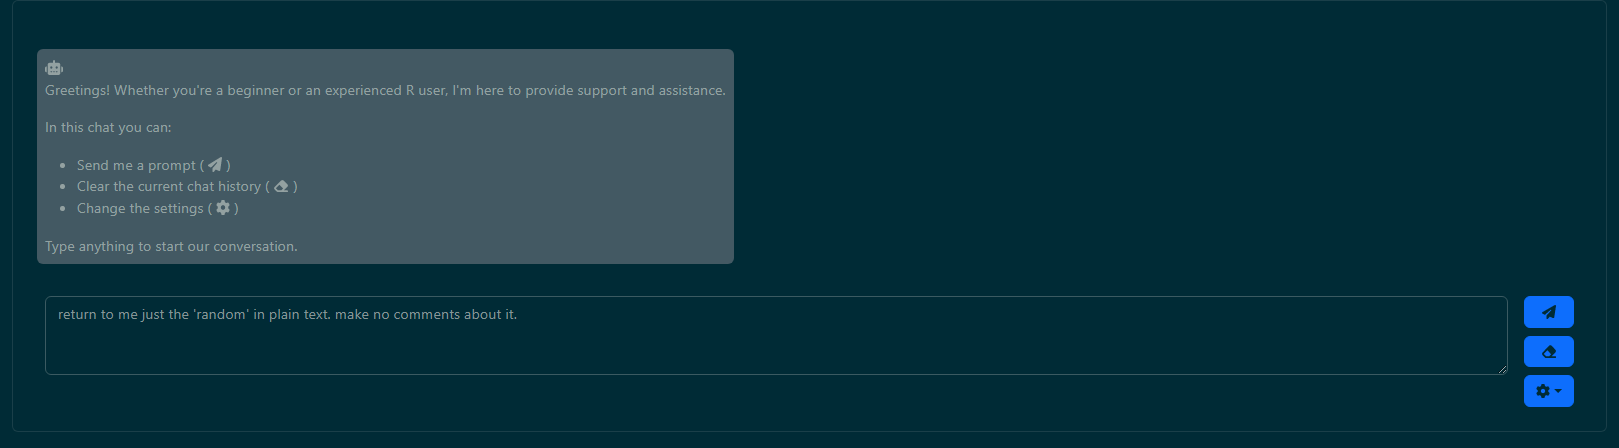 Greetings! Whether you're a beginner or an experienced R user, I'm here to provide support and assistance.
In this chat you can:
• Send me a prompt ( )
• Clear the current chat history ( )
• Change the settings ( )
Type anything to start our conversation.
return to me just the 'random' in plain text. make no comments about it.